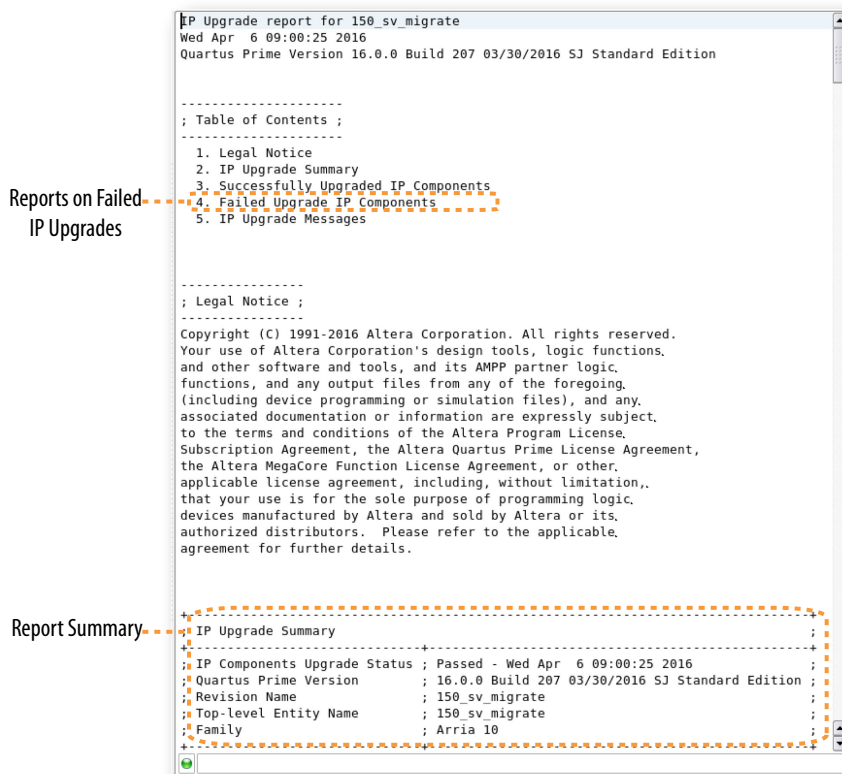 IP Upgrade report for 150_sv_migrate
Wed Apr  6 09:00:25 2016
Quartus Prime Version 16.0.0 Build 207 03/30/2016 SJ Standard Edition
---------------------
; Table of Contents ;
---------------------
  1. Legal Notice
  2. IP Upgrade Summary
  3. Successfully Upgraded IP Components
Reports on Failed
IP Upgrades
  4. Failed Upgrade IP Components
  5. IP Upgrade Messages
----------------
; Legal Notice ;
----------------
Copyright (C) 1991-2016 Altera Corporation. All rights reserved.
Your use of Altera Corporation's design tools, logic functions.
and other software and tools, and its AMPP partner logic.
functions, and any output files from any of the foregoing.
(including device programming or simulation files), and any.
associated documentation or information are expressly subject.
to the terms and conditions of the Altera Program License.
Subscription Agreement, the Altera Quartus Prime License Agreement,
the Altera MegaCore Function License Agreement, or other.
applicable license agreement, including, without limitation,.
that your use is for the sole purpose of programming logic.
devices manufactured by Altera and sold by Altera or its.
authorized distributors.  Please refer to the applicable.
agreement for further details.
Report Summary
+-------------------------------------------------------------------------------+
; IP Upgrade Summary ;
+------------------------------+------------------------------------------------+
; IP Components Upgrade Status ; Passed - Wed Apr  6 09:00:25 2016 ;
; Quartus Prime Version ; 16.0.0 Build 207 03/30/2016 SJ Standard Edition ;
; Revision Name ; 150_sv_migrate ;
; Top-level Entity Name ; 150_sv_migrate ;
; Family ; Arria 10 ;
+------------------------------+------------------------------------------------+